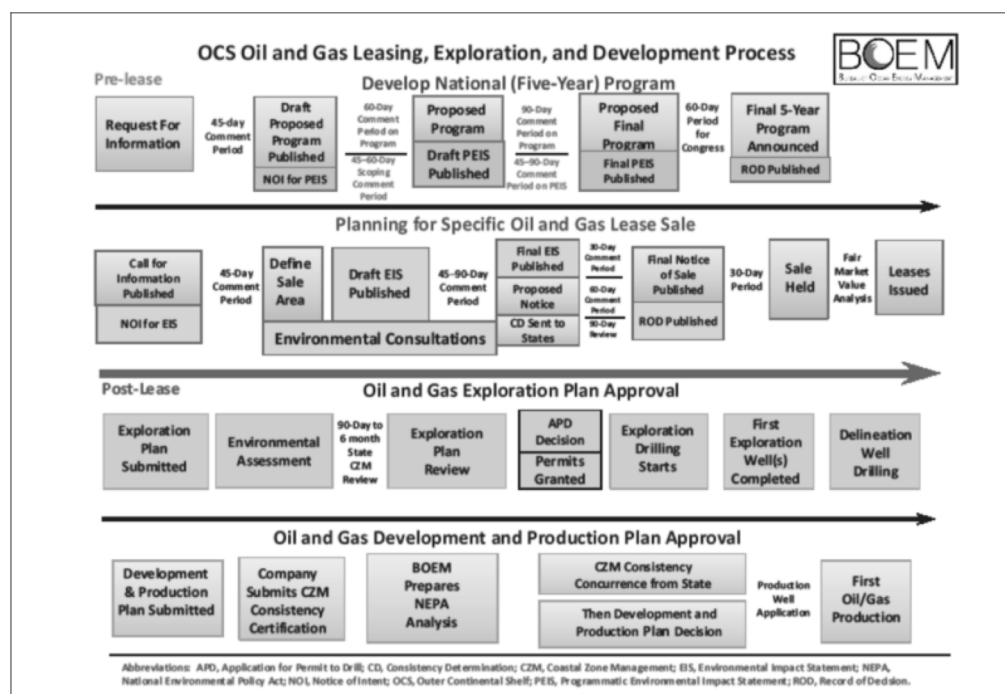 OCS Oil and Gas Leasing, Exploration, and Development Process
BOEM
BUREAU OF OCEAN ENERGY MANAGEMENT
Pre-lease
Develop National (Five-Year) Program
Request For
Information
45-day
Comment
Period
Draft
Proposed
Program
Published
NOI for PEIS
60-Day
Comment
Period on
Program
45-60-Day
Scoping
Comment
Period
Proposed
Program
Draft PEIS
Published
90-Day
Comment
Period on
Program
45-90-Day
Comment
Period on PEIS
Proposed
Final
Program
Final PEIS
Published
60-Day
Period
for
Congress
Final 5-Year
Program
Announced
ROD Published
Planning for Specific Oil and Gas Lease Sale
Call for
Information
Published
NOI for EIS
45-Day
Comment
Period
Define
Sale
Area
Draft EIS
Published
Environmental Consultations
45-90-Day
Comment
Period
Final EIS
Published
Proposed
Notice
CD Sent to
States
30-Day
Comment
Period
60-Day
Comment
Period
90-Day
Review
Final Notice
of Sale
Published
ROD Published
30-Day
Period
Sale
Held
Fair
Market
Value
Analysis
Leases
Issued
Post-Lease
Oil and Gas Exploration Plan Approval
Exploration
Plan
Submitted
Environmental
Assessment
90-Day to
6 month
State
CZM
Review
Exploration
Plan
Review
APD
Decision
Permits
Granted
Exploration
Drilling
Starts
First
Exploration
Well(s)
Completed
Delineation
Well
Drilling
Oil and Gas Development and Production Plan Approval
Development
& Production
Plan Submitted
Company
Submits CZM
Consistency
Certification
BOEM
Prepares
NEPA
Analysis
CZM Consistency
Concurrence from State
Then Development and
Production Plan Decision
Production
Well
Application
First
Oil/Gas
Production
Abbreviations: APD, Application for Permit to Drill; CD, Consistency Determination; CZM, Coastal Zone Management; EIS, Environmental Impact Statement; NEPA,
National Environmental Policy Act; NOI, Notice of Intent; OCS, Outer Continental Shelf; PEIS, Programmatic Environmental Impact Statement; ROD, Record of Decision.